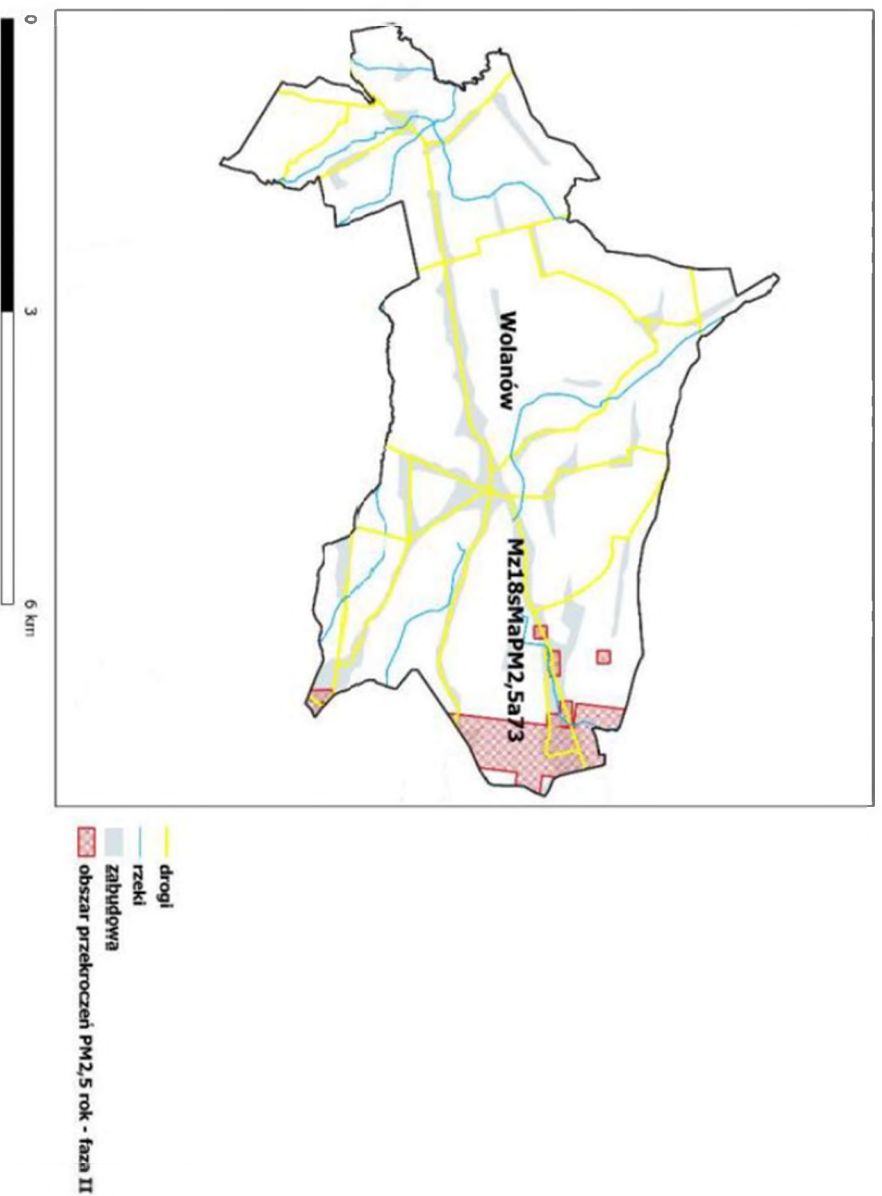 Wolanów
Mz18sMaPM2,5a73
0 3 6 km
drogi
rzeki
zabudowa
obszar przekroczeń PM2,5 rok - faza II